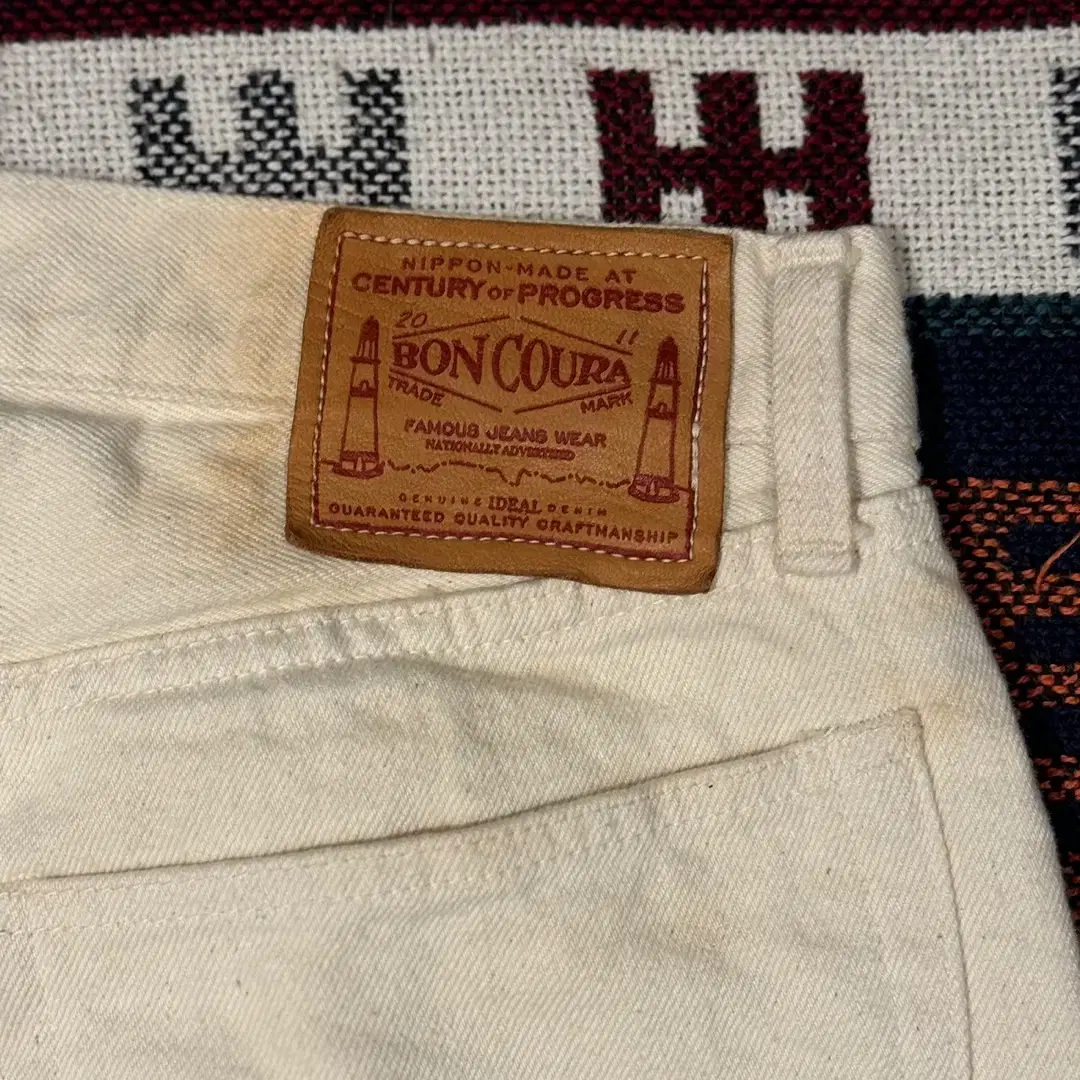 NIPPON-MADE AT
CENTURY OF PROGRESS
20 11
BON COURA
TRADE MARK
FAMOUS JEANS WEAR
NATIONALLY ADVERTISED
GENUINE IDEAL DENIM
GUARANTEED QUALITY CRAFTMANSHIP